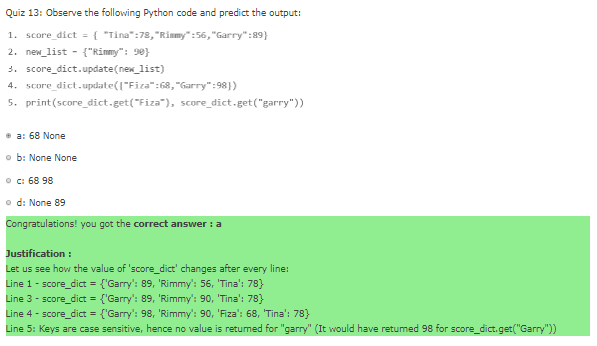 Quiz 13: Observe the following Python code and predict the output:
1. score_dict = { "Tina":78,"Rimmy":56,"Garry":89}
2. new_list = {"Rimmy": 90}
3. score_dict.update(new_list)
4. score_dict.update({"Fiza":68,"Garry":98})
5. print(score_dict.get("Fiza"), score_dict.get("garry"))
a: 68 None
b: None None
c: 68 98
d: None 89
Congratulations! you got the correct answer : a
Justification :
Let us see how the value of 'score_dict' changes after every line:
Line 1 - score_dict = {'Garry': 89, 'Rimmy': 56, 'Tina': 78}
Line 3 - score_dict = {'Garry': 89, 'Rimmy': 90, 'Tina': 78}
Line 4 - score_dict = {'Garry': 98, 'Rimmy': 90, 'Fiza': 68, 'Tina': 78}
Line 5: Keys are case sensitive, hence no value is returned for "garry" (It would have returned 98 for score_dict.get("Garry"))